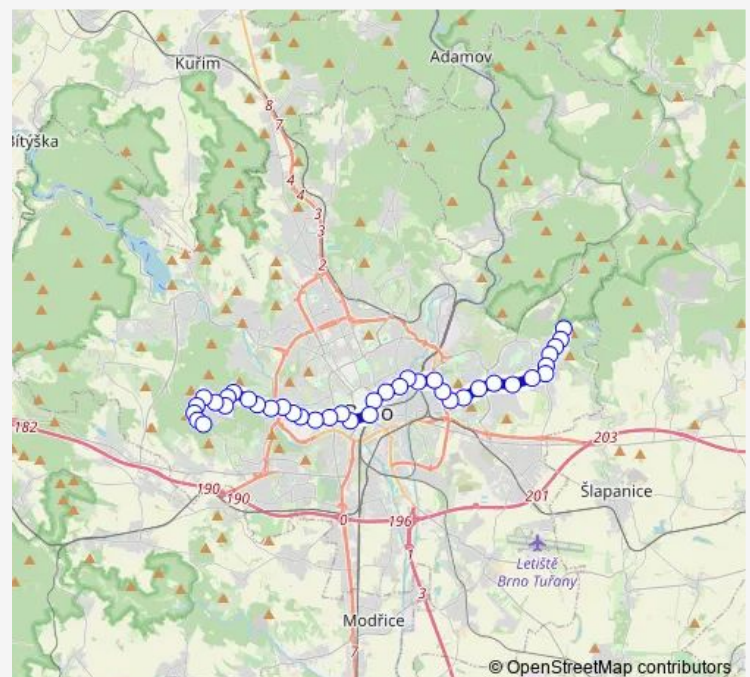 Kuřim
Adamov
Bítýška
8
7
4
4
3
3
2
O
182
190
190
0
196
201
203
Šlapanice
1
Letiště
Brno Tuřany
3
Modřice
7
© OpenStreetMap contributors